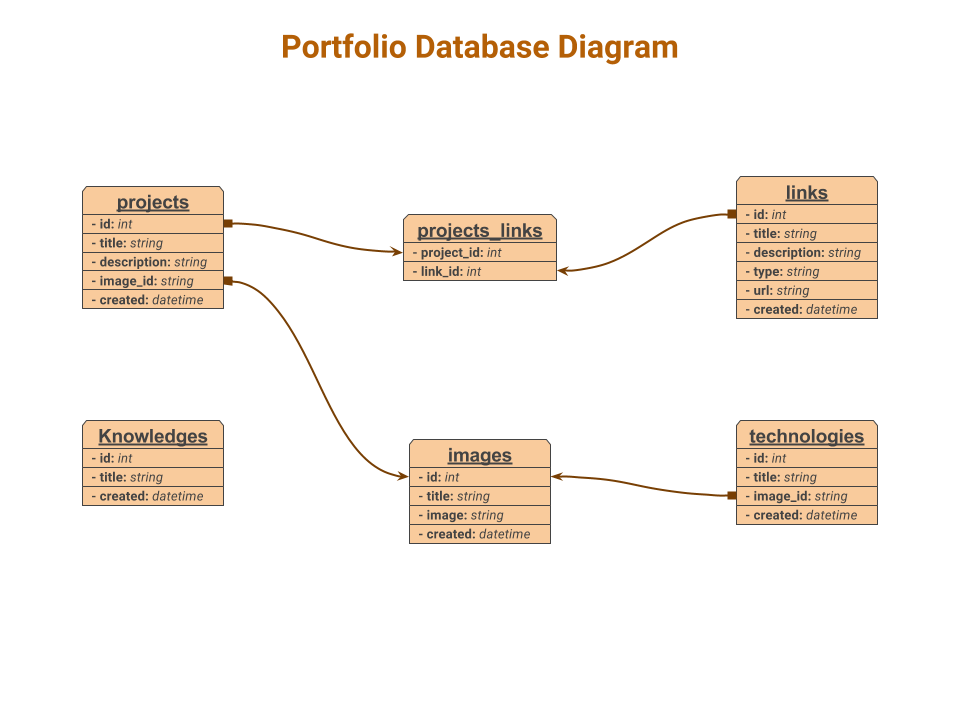 Portfolio Database Diagram
projects
- id: int
- title: string
- description: string
- image_id: string
- created: datetime
projects_links
- project_id: int
- link_id: int
links
- id: int
- title: string
- description: string
- type: string
- url: string
- created: datetime
Knowledges
- id: int
- title: string
- created: datetime
images
- id: int
- title: string
- image: string
- created: datetime
technologies
- id: int
- title: string
- image_id: string
- created: datetime